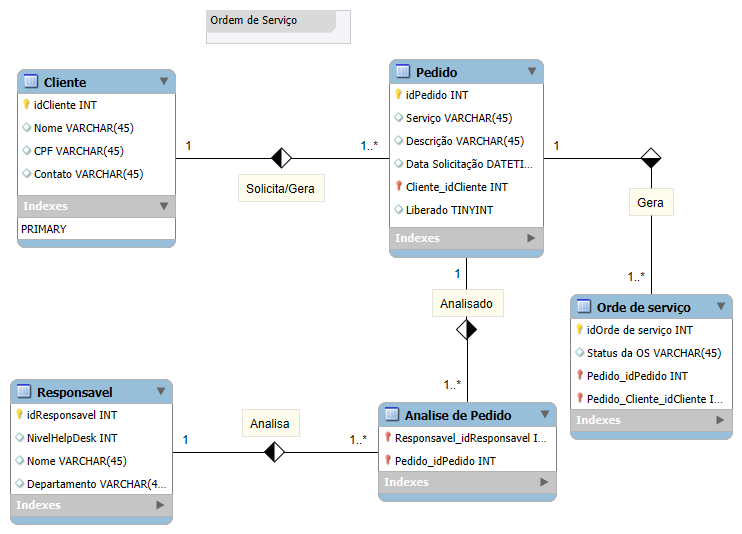 Ordem de Serviço
Cliente
idCliente INT
Nome VARCHAR(45)
CPF VARCHAR(45)
Contato VARCHAR(45)
Indexes
PRIMARY
1
1..*
Solicita/Gera
Pedido
idPedido INT
Serviço VARCHAR(45)
Descrição VARCHAR(45)
Data Solicitação DATETI...
Cliente_idCliente INT
Liberado TINYINT
Indexes
1
Gera
1..*
Orde de serviço
idOrde de serviço INT
Status da OS VARCHAR(45)
Pedido_idPedido INT
Pedido_Cliente_idCliente I...
Indexes
1
Analisado
1..*
Responsavel
idResponsavel INT
NivelHelpDesk INT
Nome VARCHAR(45)
Departamento VARCHAR(4...
Indexes
1
Analisa
1..*
Analise de Pedido
Responsavel_idResponsavel I...
Pedido_idPedido INT
Indexes